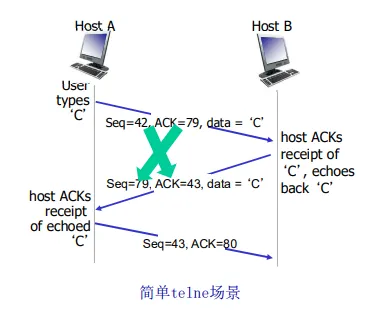 Host A
Host B
User
types
‘C’
Seq=42, ACK=79, data = ‘C’
host ACKs
receipt of
‘C’, echoes
back ‘C’
Seq=79, ACK=43, data = ‘C’
host ACKs
receipt
of echoed
‘C’
Seq=43, ACK=80
简单telne场景